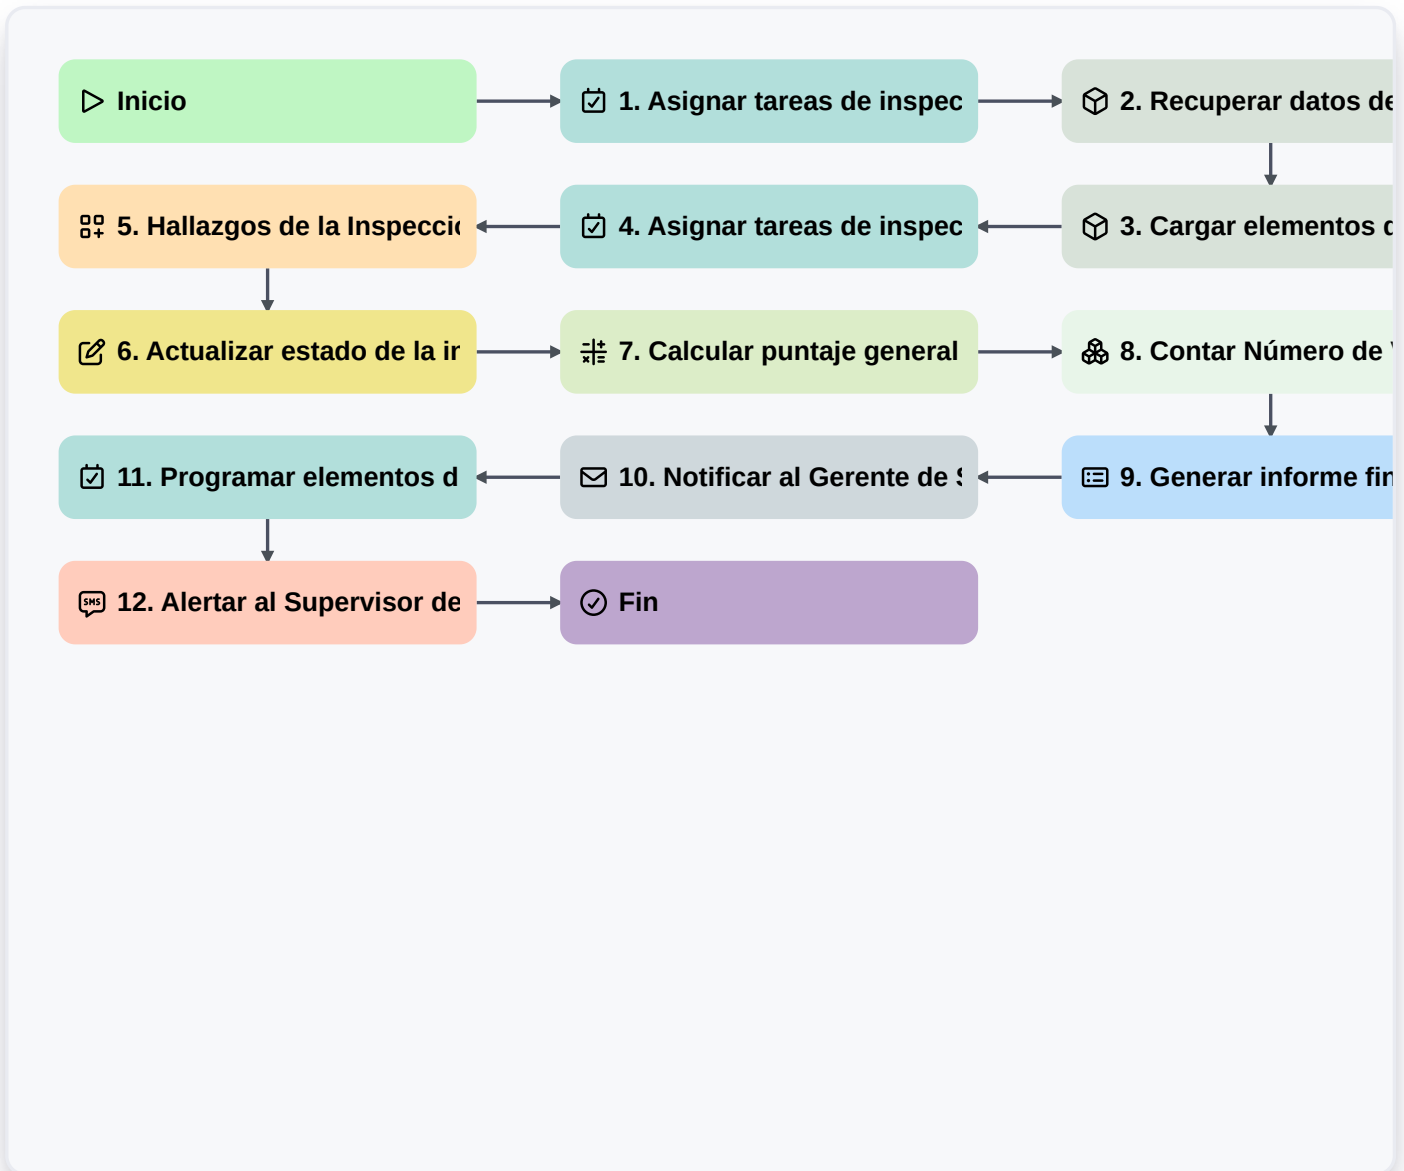 Inicio
1. Asignar tareas de inspec
2. Recuperar datos de
5. Hallazgos de la Inspecci
4. Asignar tareas de inspec
3. Cargar elementos d
6. Actualizar estado de la i
7. Calcular puntaje general
8. Contar Número de
11. Programar elementos d
10. Notificar al Gerente de S
9. Generar informe fin
SMS
12. Alertar al Supervisor de
Fin